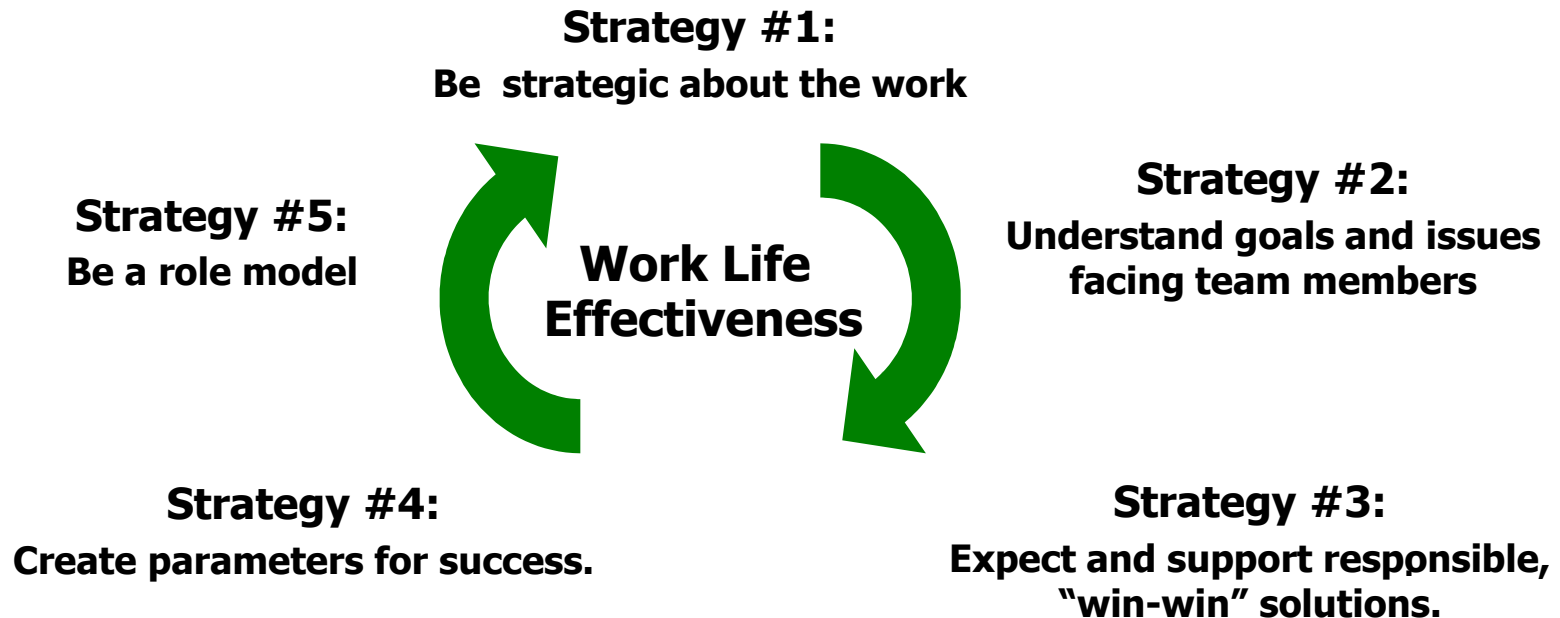 Strategy #1:
Be strategic about the work
Strategy #2:
Understand goals and issues
facing team members
Strategy #5:
Be a role model
Work Life
Effectiveness
Strategy #4:
Create parameters for success.
Strategy #3:
Expect and support responsible,
“win-win” solutions.